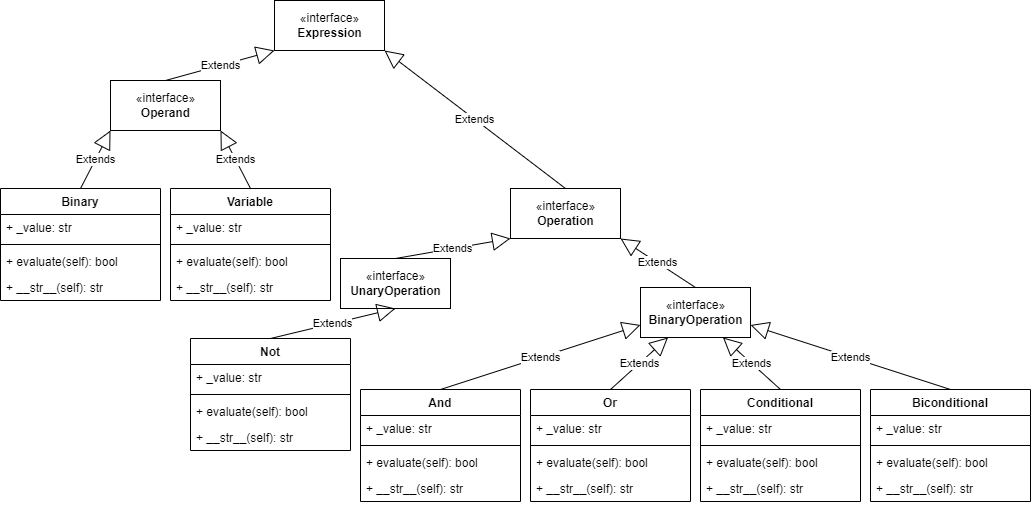 «interface»
Expression
Extends
Extends
«interface»
Operand
Extends
Extends
Binary
+ _value: str
+ evaluate(self): bool
+ __str__(self): str
Variable
+ _value: str
+ evaluate(self): bool
+ __str__(self): str
«interface»
Operation
Extends
Extends
«interface»
UnaryOperation
Extends
Not
+ _value: str
+ evaluate(self): bool
+ __str__(self): str
«interface»
BinaryOperation
Extends
Extends
Extends
Extends
And
+ _value: str
+ evaluate(self): bool
+ __str__(self): str
Or
+ _value: str
+ evaluate(self): bool
+ __str__(self): str
Conditional
+ _value: str
+ evaluate(self): bool
+ __str__(self): str
Biconditional
+ _value: str
+ evaluate(self): bool
+ __str__(self): str